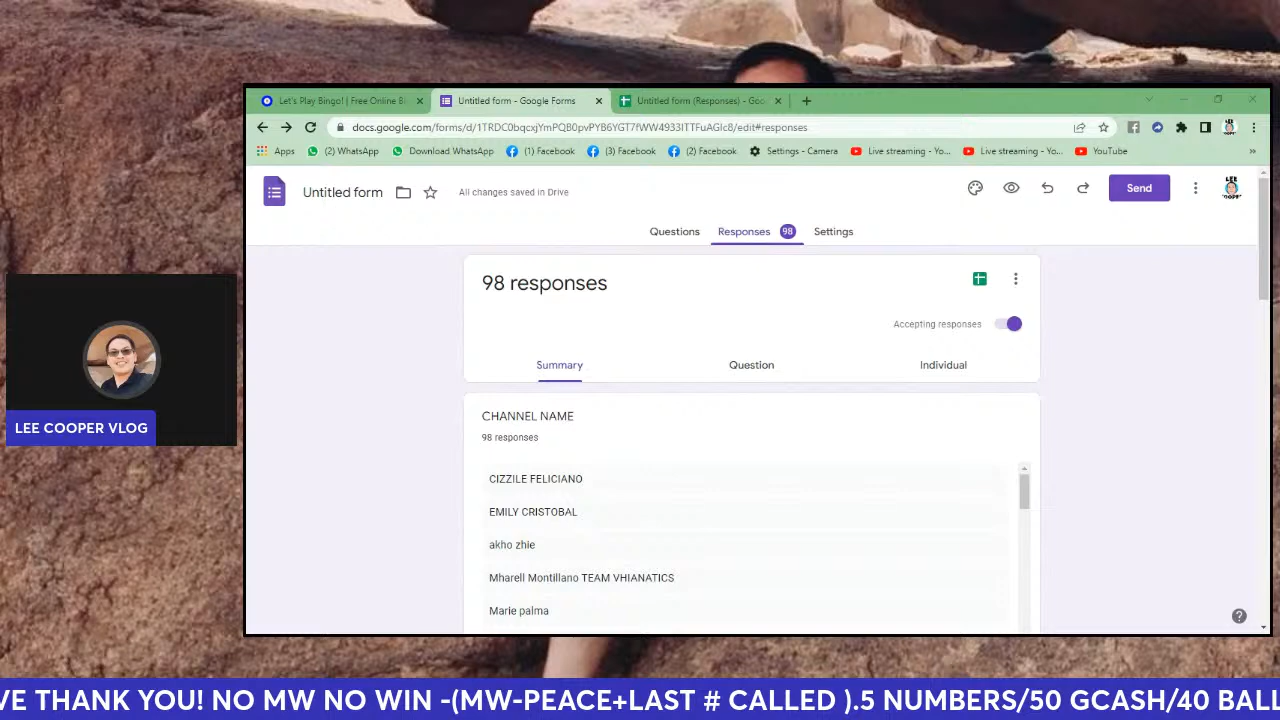 Let's Play Bingo! | Free Online B
Untitled form - Google Forms
Untitled form (Responses) - Goo
docs.google.com/forms/d/1TRDC0bqcxjYmPQB0pvPYB6YGT7fWW4933ITTFuAGIc8/edit#responses
Apps
(2) WhatsApp
Download WhatsApp
(1) Facebook
(3) Facebook
(2) Facebook
Settings - Camera
Live streaming - Yo...
Live streaming - Yo...
YouTube
»
Untitled form
All changes saved in Drive
Send
LEE
"COOPER"
Questions
Responses 98
Settings
98 responses
Accepting responses
Summary
Question
Individual
CHANNEL NAME
98 responses
CIZZILE FELICIANO
EMILY CRISTOBAL
akho zhie
Mharell Montillano TEAM VHIANATICS
Marie palma
LEE COOPER VLOG
VE THANK YOU! NO MW NO WIN -(MW-PEACE+LAST # CALLED ).5 NUMBERS/50 GCASH/40 BALL